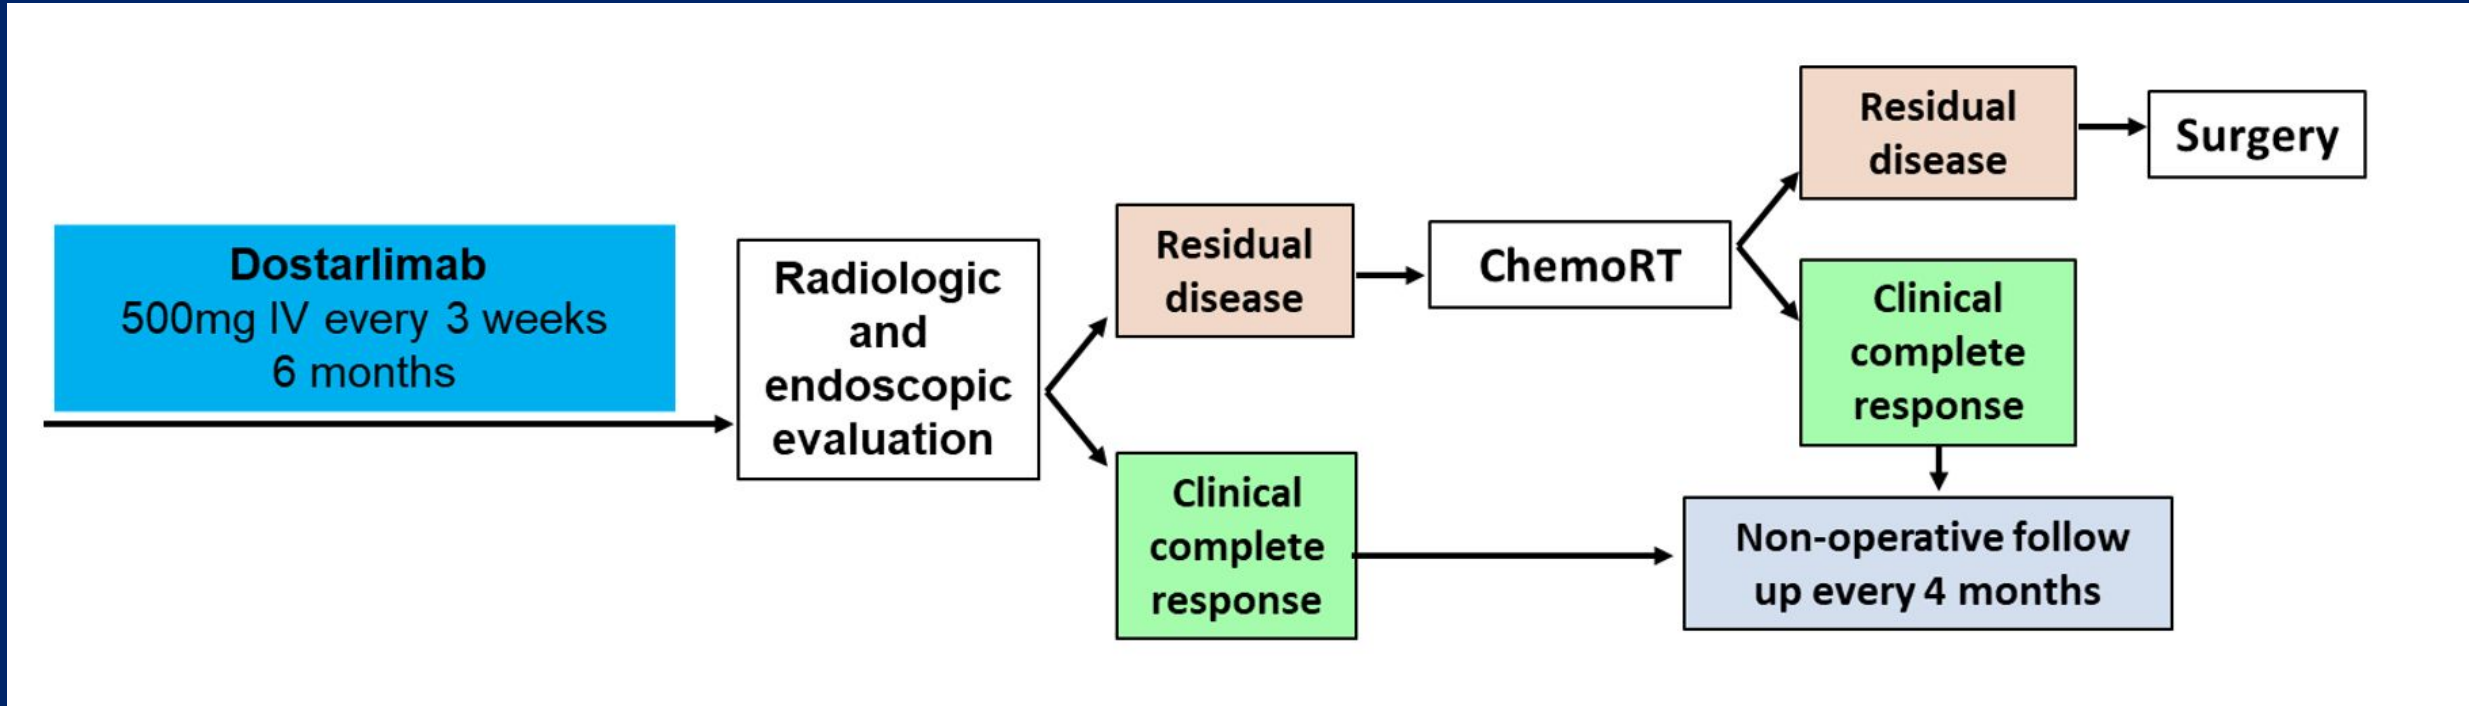 Dostarlimab
500mg IV every 3 weeks
6 months
Radiologic
and
endoscopic
evaluation
Residual
disease
ChemoRT
Residual
disease
Surgery
Clinical
complete
response
Clinical
complete
response
Non-operative follow
up every 4 months